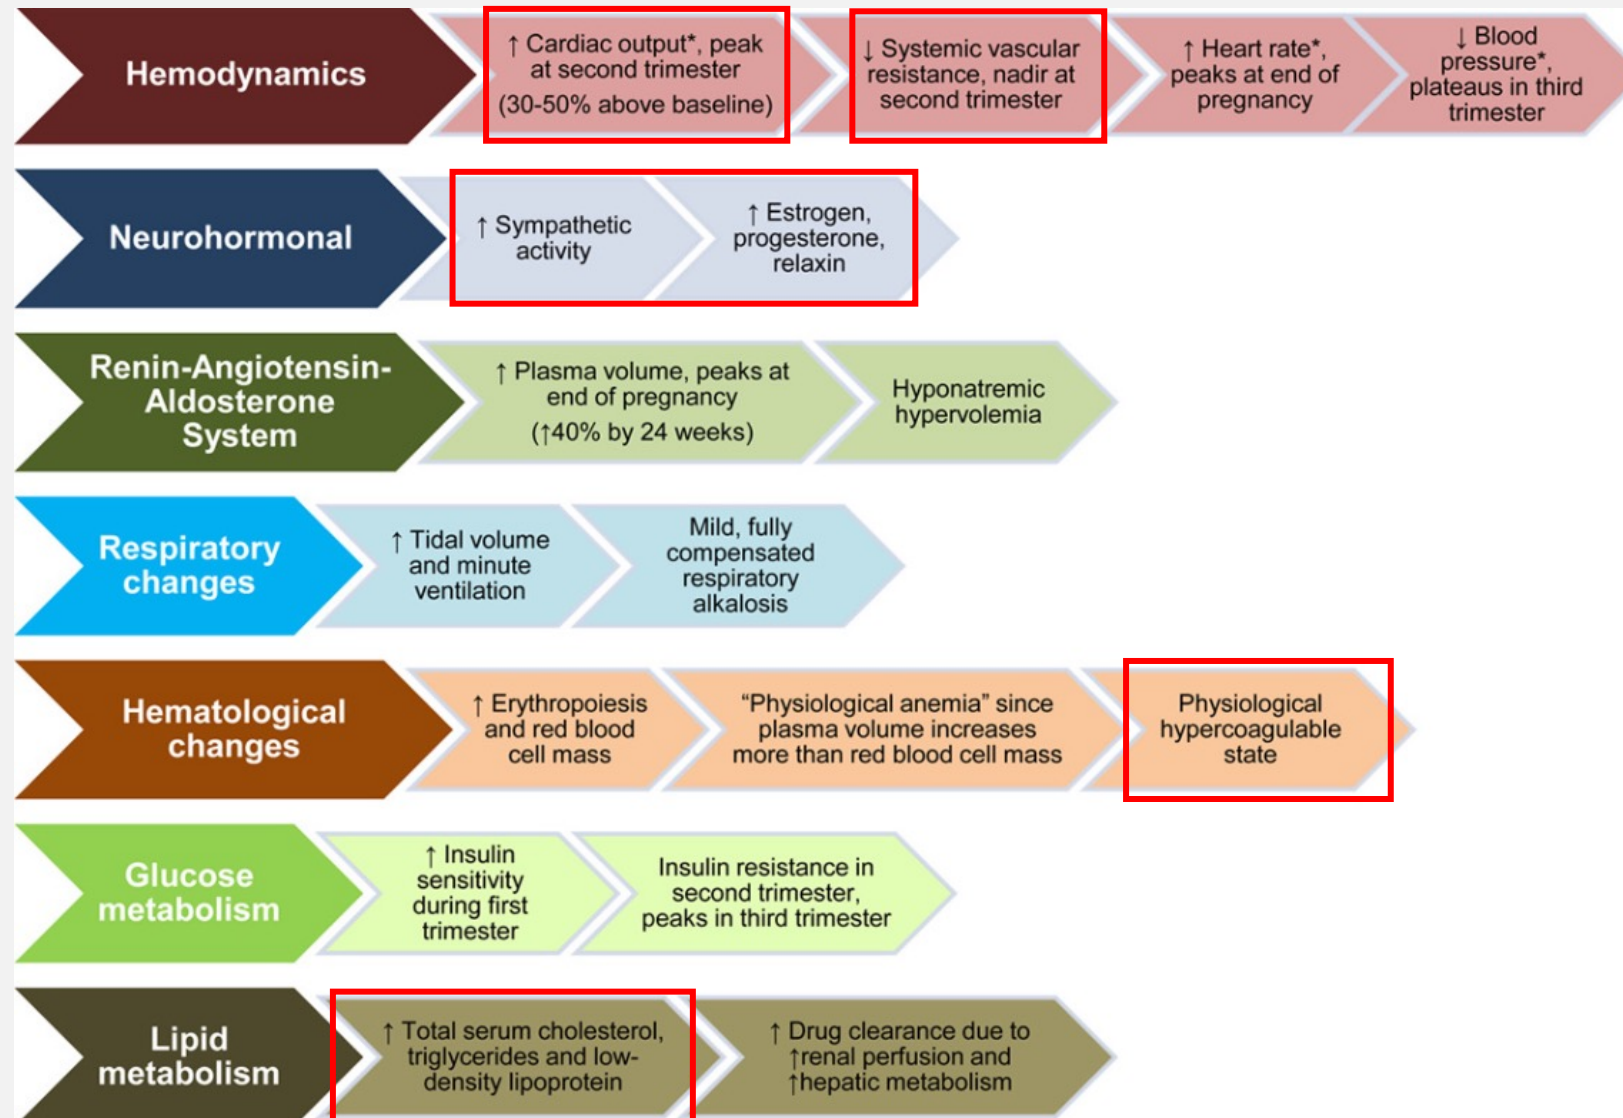 Hemodynamics
↑ Cardiac output*, peak
at second trimester
(30-50% above baseline)
↓ Systemic vascular
resistance, nadir at
second trimester
↑ Heart rate*,
peaks at end of
pregnancy
↓ Blood
pressure*,
plateaus in third
trimester
Neurohormonal
↑ Sympathetic
activity
↑ Estrogen,
progesterone,
relaxin
Renin-Angiotensin-
Aldosterone
System
↑ Plasma volume, peaks at
end of pregnancy
(↑40% by 24 weeks)
Hyponatremic
hypervolemia
Respiratory
changes
↑ Tidal volume
and minute
ventilation
Mild, fully
compensated
respiratory
alkalosis
Hematological
changes
↑ Erythropoiesis
and red blood
cell mass
“Physiological anemia” since
plasma volume increases
more than red blood cell mass
Physiological
hypercoagulable
state
Glucose
metabolism
↑ Insulin
sensitivity
during first
trimester
Insulin resistance in
second trimester,
peaks in third trimester
Lipid
metabolism
↑ Total serum cholesterol,
triglycerides and low-
density lipoprotein
↑ Drug clearance due to
↑renal perfusion and
↑hepatic metabolism